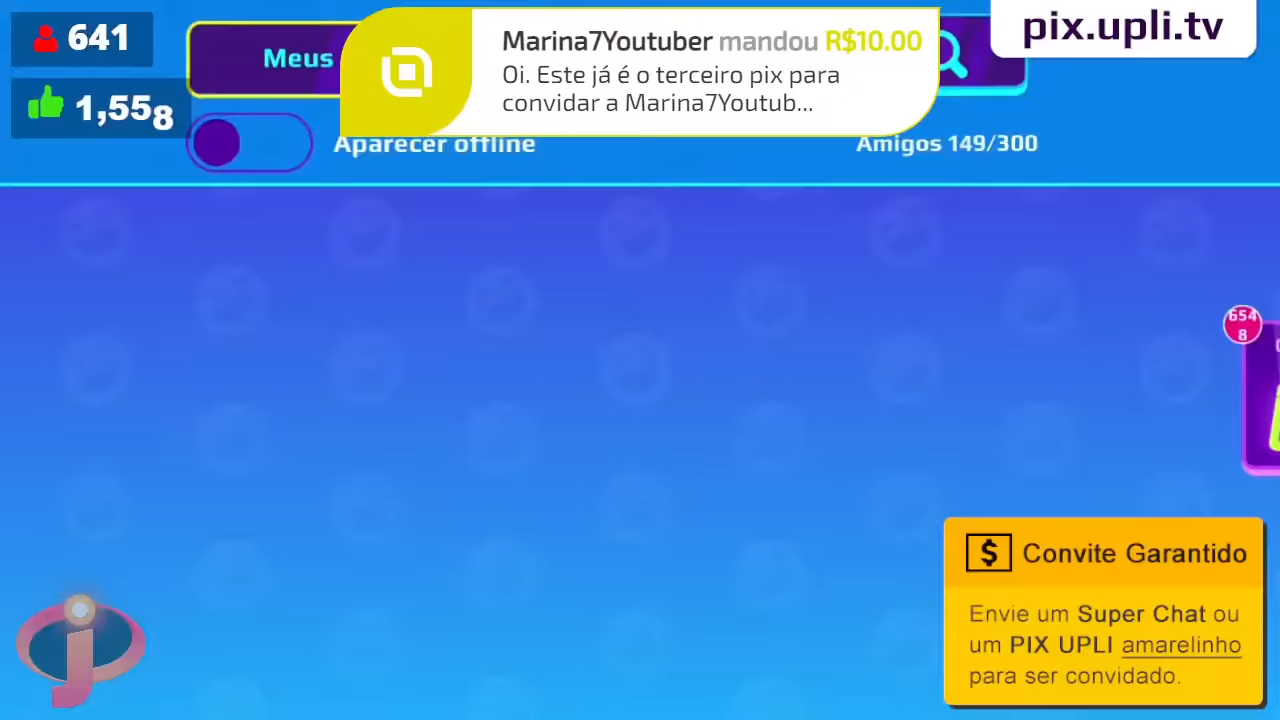 641
1,558
Meus
Marina7Youtuber mandou R$10.00
Oi. Este já é o terceiro pix para
convidar a Marina7Youtub...
pix.upli.tv
Aparecer offline
Amigos 149/300
654
8
$ Convite Garantido
Envie um Super Chat ou
um PIX UPLI amarelinho
para ser convidado.